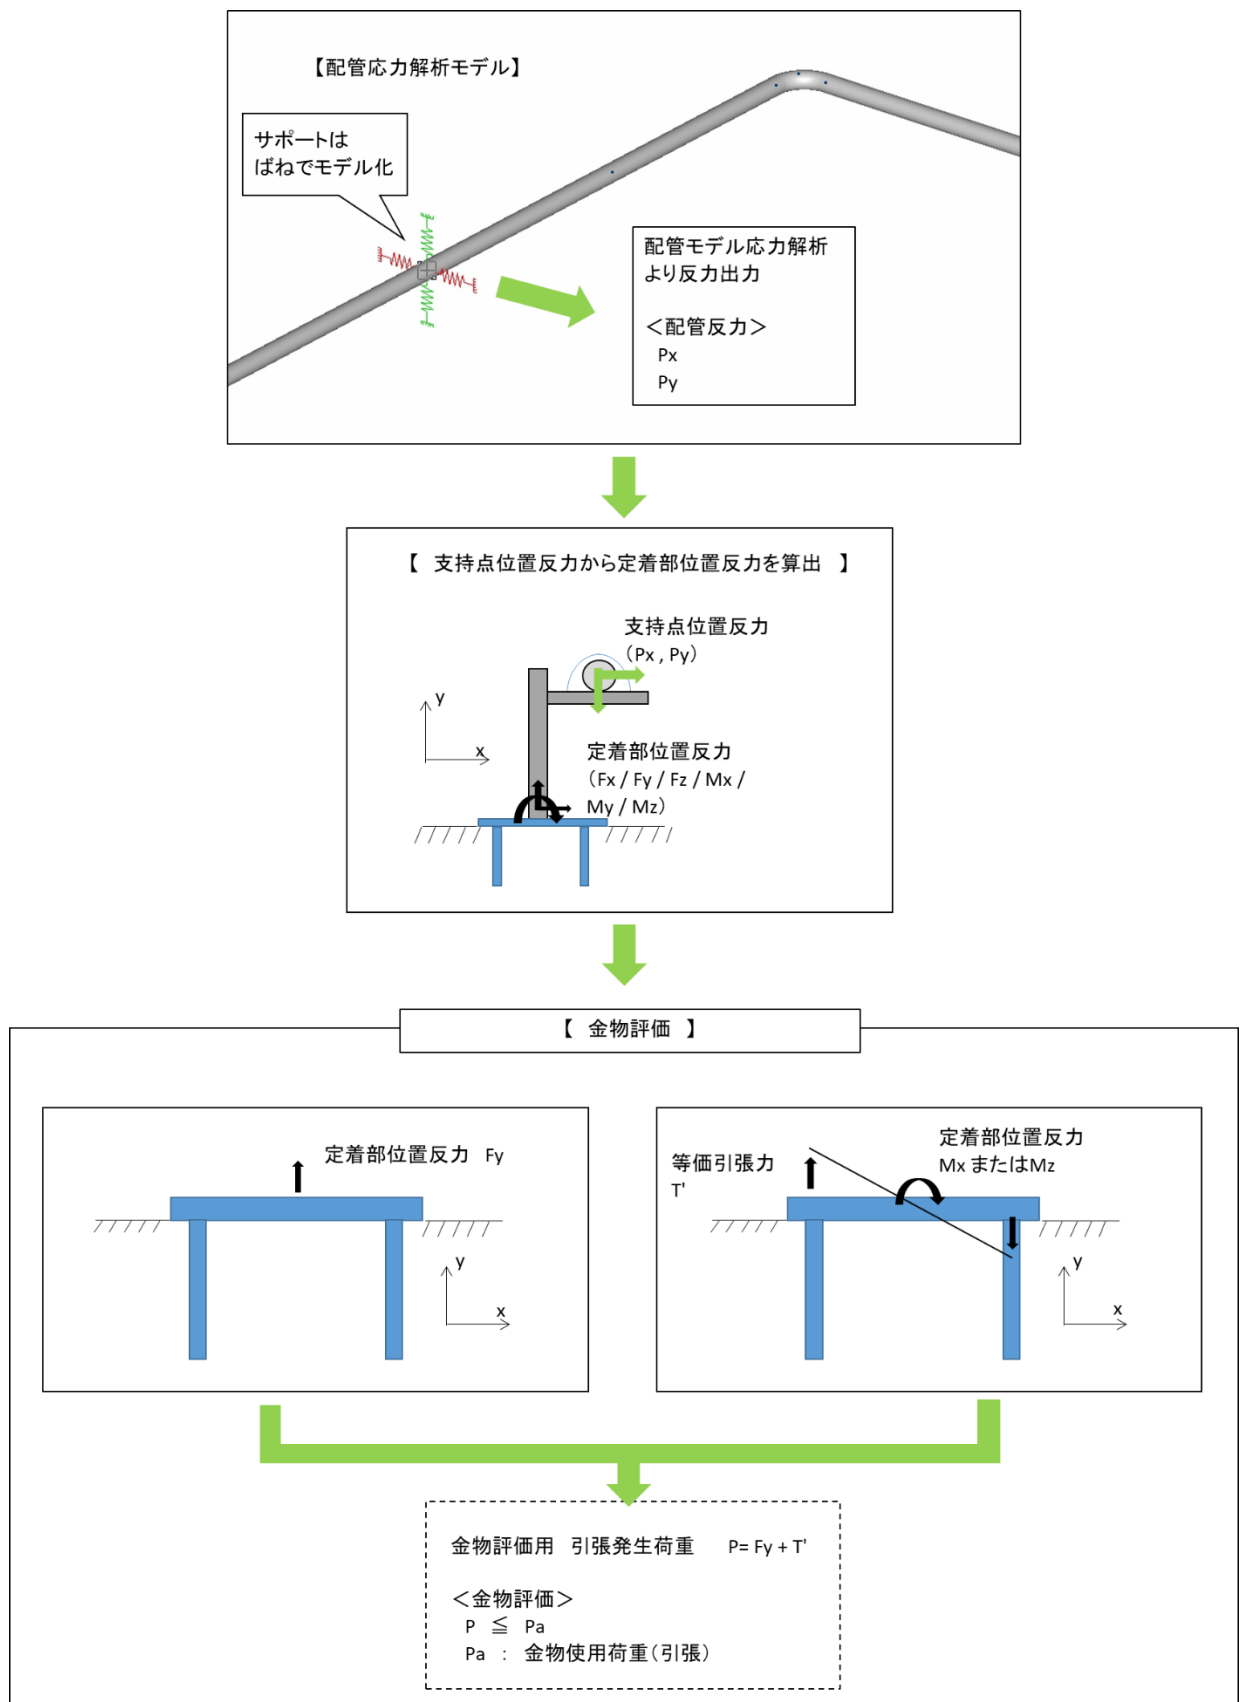 【配管応力解析モデル】
サポートは
ばねでモデル化
配管モデル応力解析
より反力出力
＜配管反力＞
Px
Py
【 支持点位置反力から定着部位置反力を算出 】
支持点位置反力
（Px , Py）
y
x
定着部位置反力
（Fx / Fy / Fz / Mx /
My / Mz）
【 金物評価 】
定着部位置反力 Fy
y
x
等価引張力
T'
定着部位置反力
Mx またはMz
y
x
金物評価用 引張発生荷重 P= Fy + T'
＜金物評価＞
P ≦ Pa
Pa : 金物使用荷重（引張）